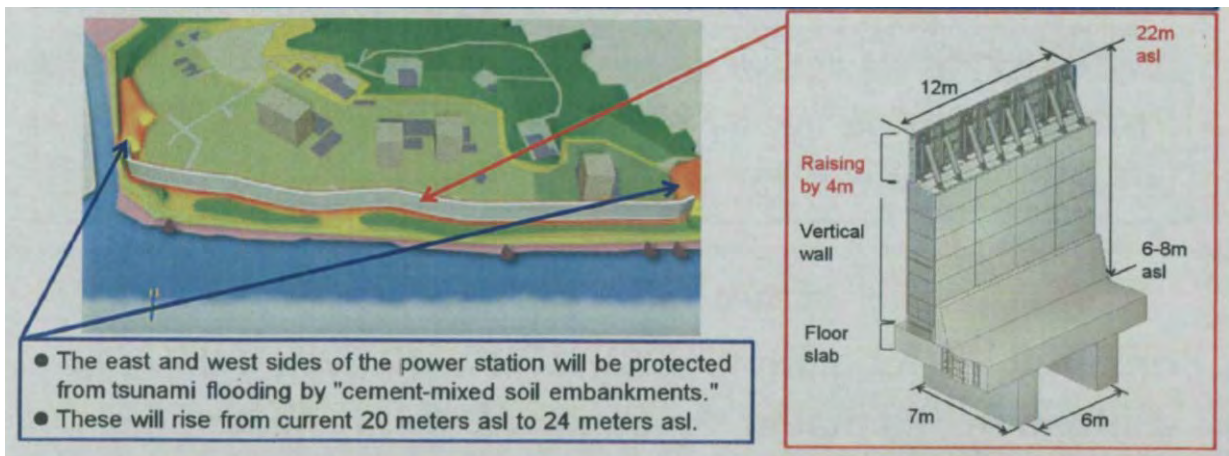 ● The east and west sides of the power station will be protected
from tsunami flooding by "cement-mixed soil embankments."
● These will rise from current 20 meters asl to 24 meters asl.
22m
asl
12m
Raising
by 4m
Vertical
wall
6-8m
asl
Floor
slab
7m
6m